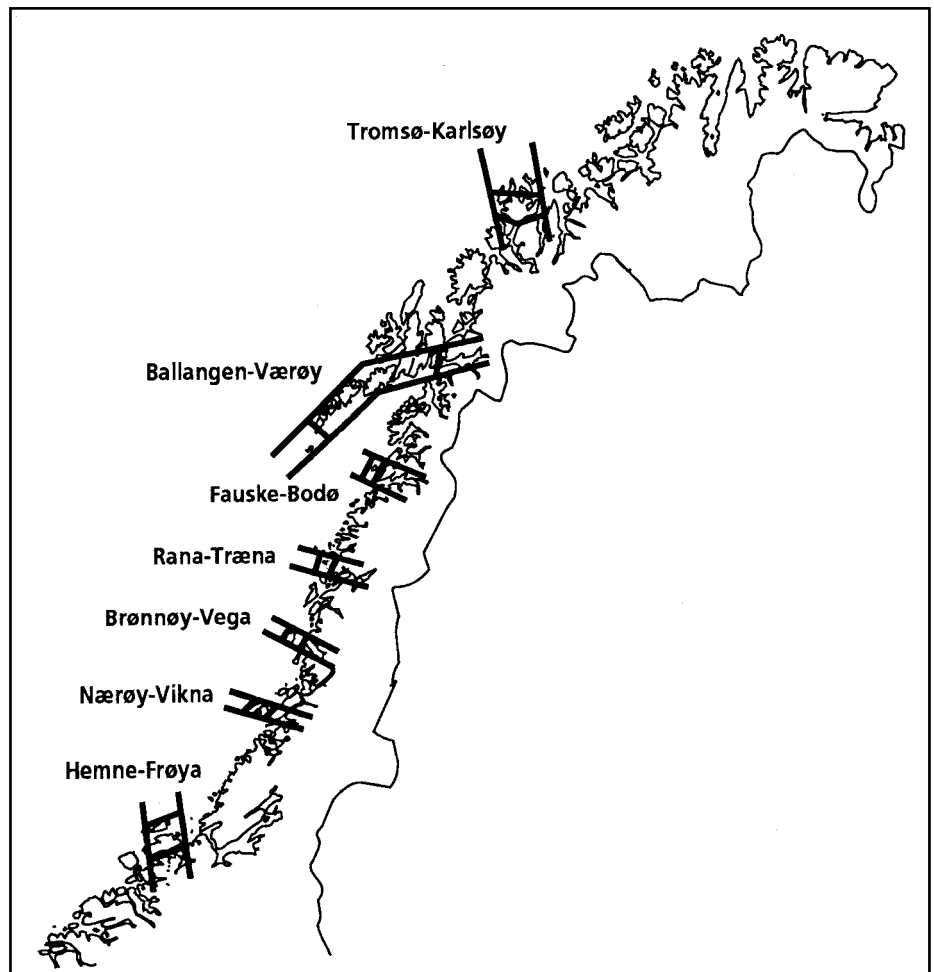 Tromsø-Karlsøy
Ballangen-Værøy
Fauske-Bodø
Rana-Træna
Brønnøy-Vega
Nærøy-Vikna
Hemne-Frøya